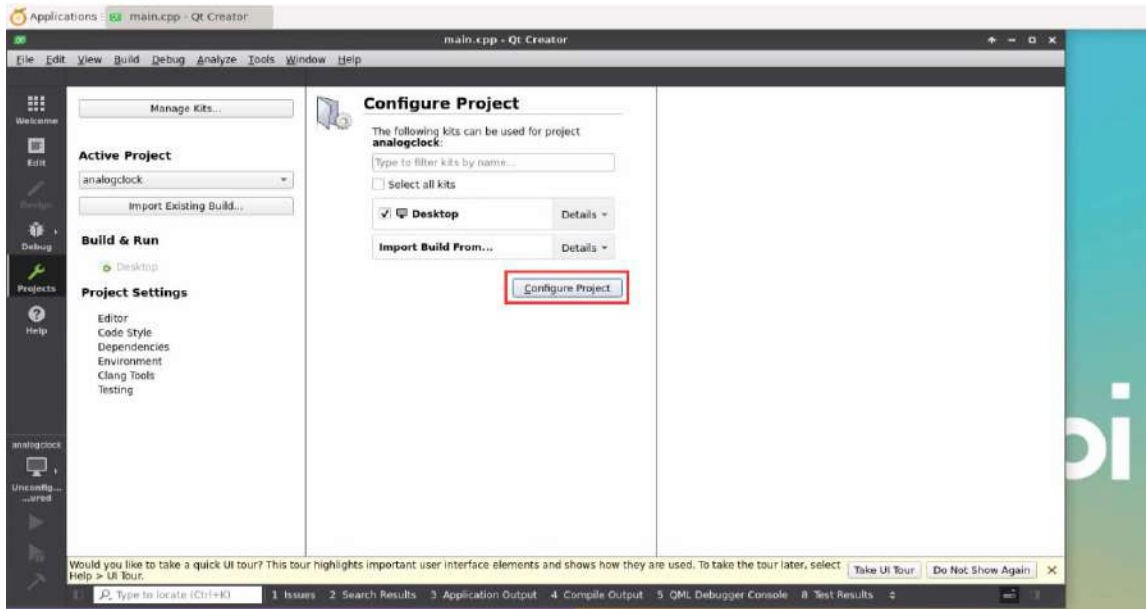 Applications
main.cpp - Qt Creator
main.cpp - Qt Creator
File Edit View Build Debug Analyze Tools Window Help
Welcome
Edit
Design
Debug
Projects
Help
Manage Kits...
Active Project
analogclock
Import Existing Build...
Build & Run
Desktop
Project Settings
Editor
Code Style
Dependencies
Environment
Clang Tools
Testing
Configure Project
The following kits can be used for project
analogclock:
Type to filter kits by name...
Select all kits
Desktop Details
Import Build From... Details
Configure Project
analogclock
Unconfig...
...ured
pi
Would you like to take a quick UI tour? This tour highlights important user interface elements and shows how they are used. To take the tour later, select
Help > UI Tour.
Take UI Tour Do Not Show Again
Type to locate (Ctrl+K) 1 Issues 2 Search Results 3 Application Output 4 Compile Output 5 QML Debugger Console 8 Test Results